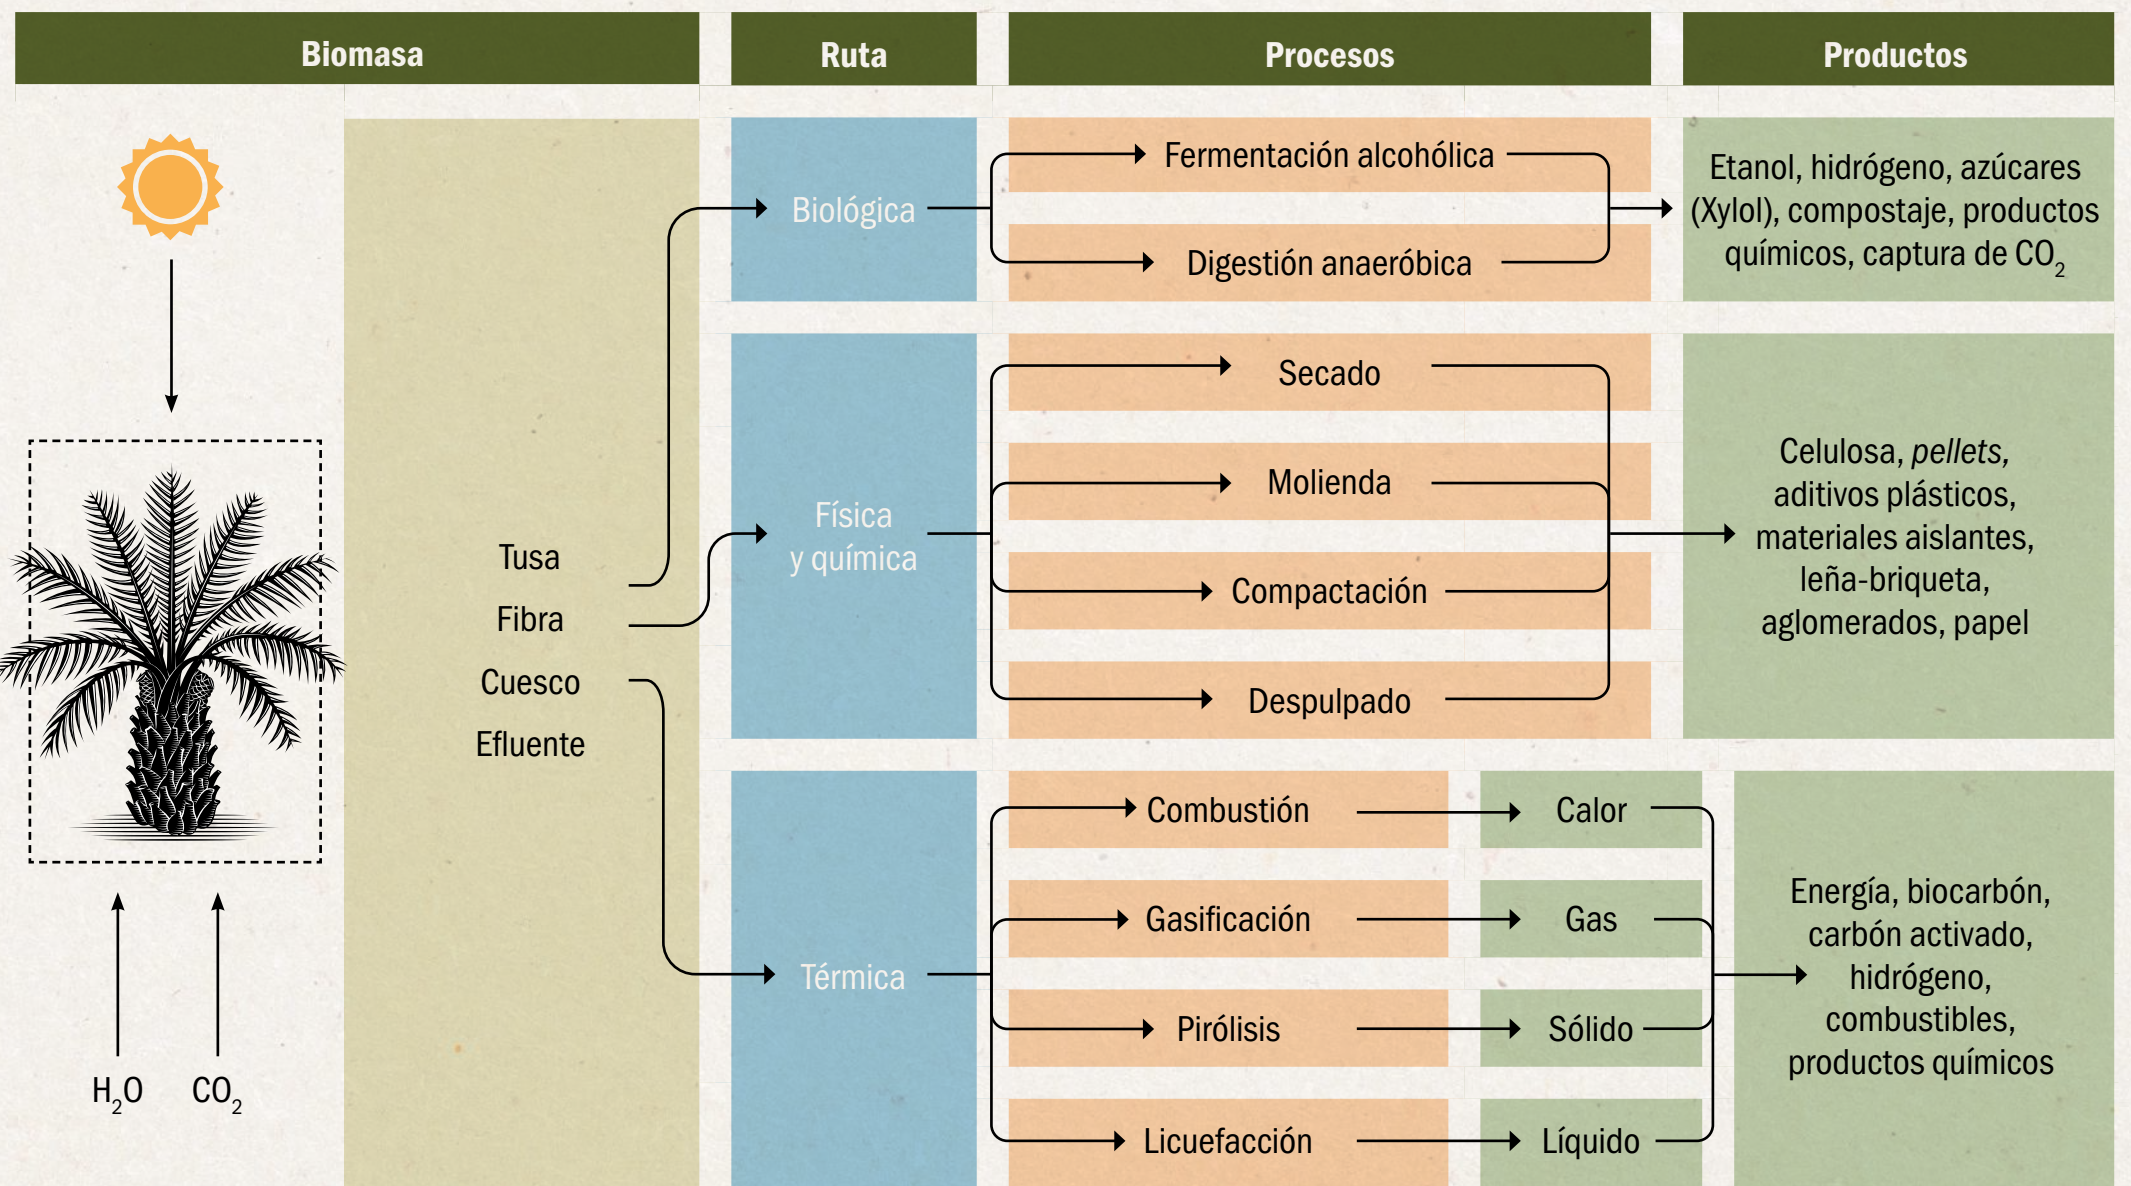 Biomasa
Ruta
Procesos
Productos
H₂O
CO₂
Tusa
Fibra
Cuesco
Efluente
Biológica
Fermentación alcohólica
Digestión anaeróbica
Etanol, hidrógeno, azúcares
(Xylol), compostaje, productos
químicos, captura de CO₂
Física
y química
Secado
Molienda
Compactación
Despulpado
Celulosa, pellets,
aditivos plásticos,
materiales aislantes,
leña-briqueta,
aglomerados, papel
Térmica
Combustión
Calor
Gasificación
Gas
Pirólisis
Sólido
Licuefacción
Líquido
Energía, biocarbón,
carbón activado,
hidrógeno,
combustibles,
productos químicos